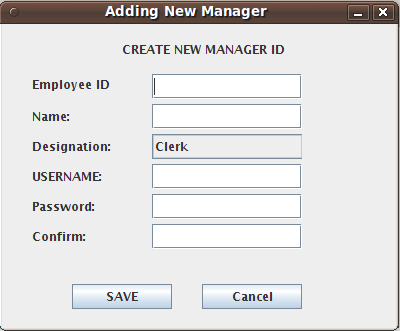 Adding New Manager
CREATE NEW MANAGER ID
Employee ID
Name:
Designation: Clerk
USERNAME:
Password:
Confirm:
SAVE Cancel